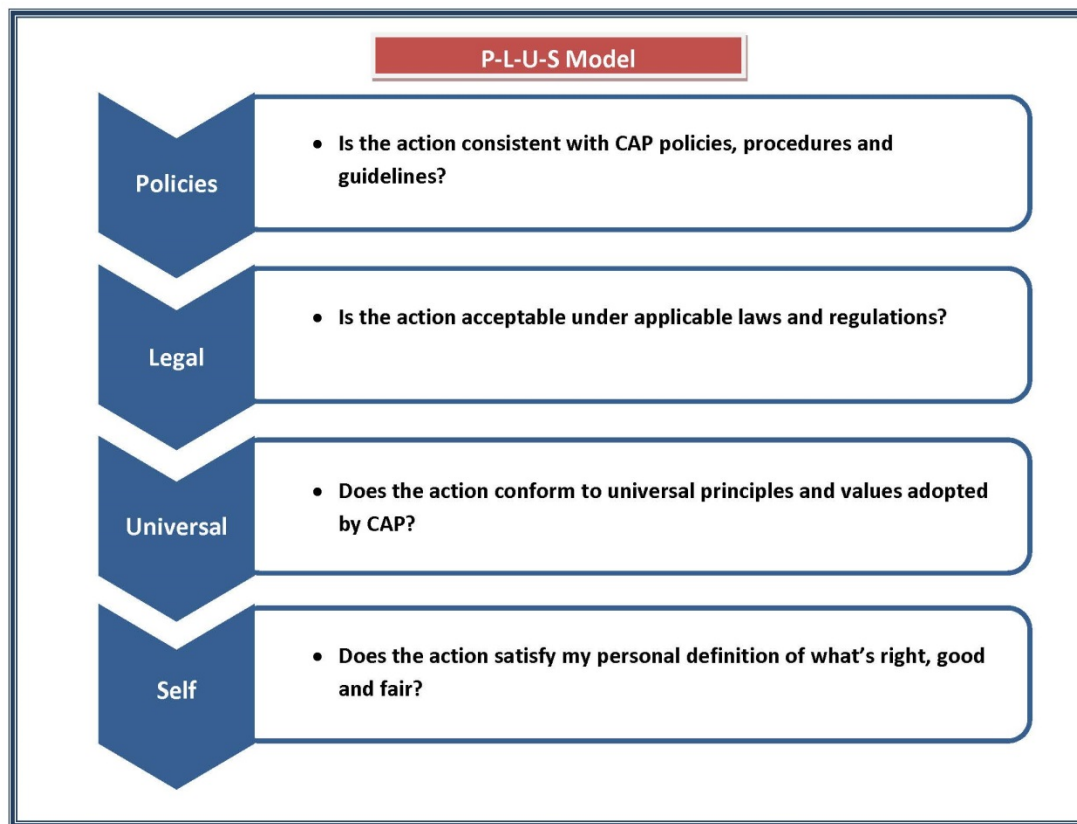 P-L-U-S Model
Policies
• Is the action consistent with CAP policies, procedures and
guidelines?
Legal
• Is the action acceptable under applicable laws and regulations?
Universal
• Does the action conform to universal principles and values adopted
by CAP?
Self
• Does the action satisfy my personal definition of what’s right, good
and fair?